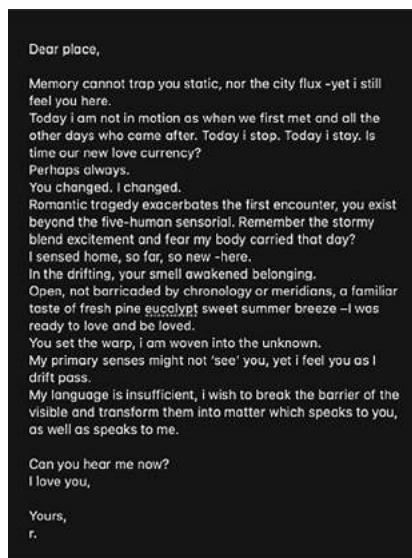 Dear place,
Memory cannot trap you static, nor the city flux -yet i still
feel you here.
Today i am not in motion as when we first met and all the
other days who came after. Today i stop. Today i stay. Is
time our new love currency?
Perhaps always.
You changed. I changed.
Romantic tragedy exacerbates the first encounter, you exist
beyond the five-human sensorial. Remember the stormy
blend excitement and fear my body carried that day?
I sensed home, so far, so new -here.
In the drifting, your smell awakened belonging.
Open, not barricaded by chronology or meridians, a familiar
taste of fresh pine eucalypt sweet summer breeze –I was
ready to love and be loved.
You set the warp, i am woven into the unknown.
My primary senses might not ‘see’ you, yet i feel you as I
drift pass.
My language is insufficient, i wish to break the barrier of the
visible and transform them into matter which speaks to you,
as well as speaks to me.
Can you hear me now?
I love you,
Yours,
r.